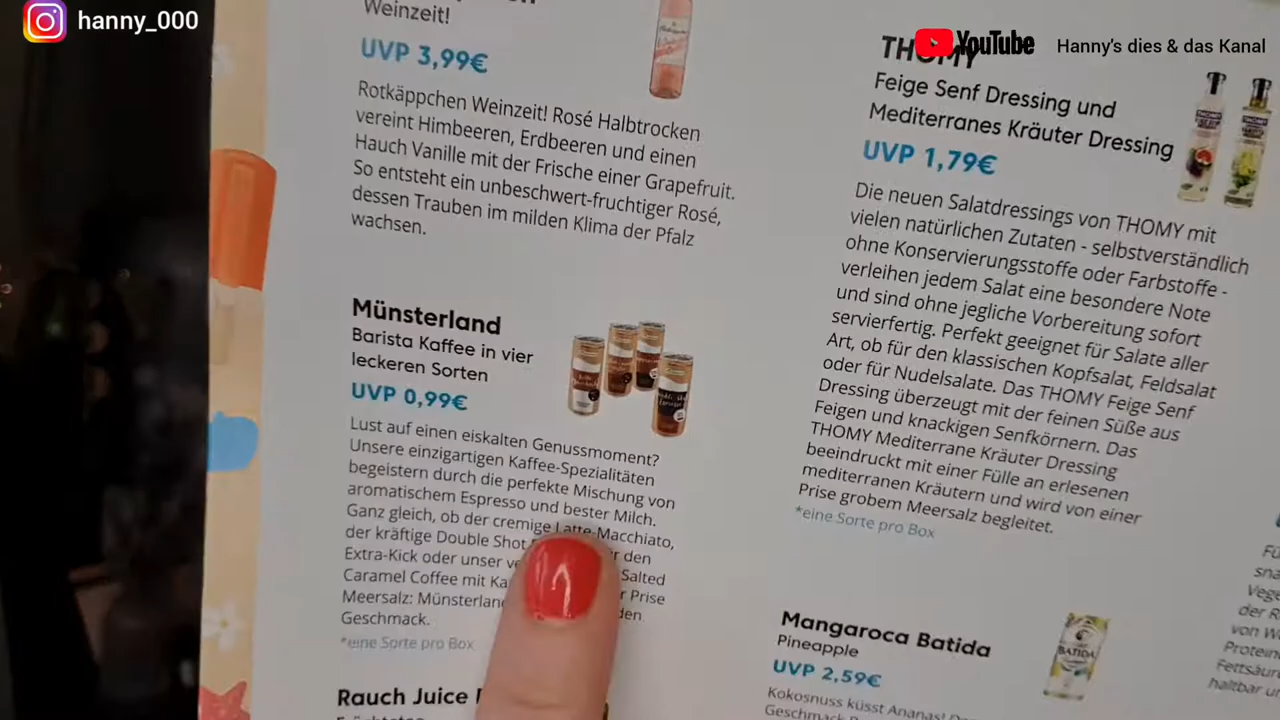 hanny_000
YouTube
Hanny's dies & das Kanal
Weinzeit!
UVP 3,99€
Rotkäppchen Weinzeit! Rosé Halbtrocken
vereint Himbeeren, Erdbeeren und einen
Hauch Vanille mit der Frische einer Grapefruit.
So entsteht ein unbeschwert-fruchtiger Rosé,
dessen Trauben im milden Klima der Pfalz
wachsen.
Münsterland
Barista Kaffee in vier
leckeren Sorten
UVP 0,99€
Lust auf einen eiskalten Genussmoment?
Unsere einzigartigen Kaffee-Spezialitäten
begeistern durch die perfekte Mischung von
aromatischem Espresso und bester Milch.
Ganz gleich, ob der cremige Latte-Macchiato,
der kräftige Double Shot den
Extra-Kick oder unser Salted
Caramel Coffee mit Prise
Meersalz:
Geschmack.
*eine Sorte pro Box
Rauch Juice
THOMY
Feige Senf Dressing und
Mediterranes Kräuter Dressing
UVP 1,79€
Die neuen Salatdressings von THOMY mit
vielen natürlichen Zutaten - selbstverständlich
ohne Konservierungsstoffe oder Farbstoffe -
verleihen jedem Salat eine besondere Note
und sind ohne jegliche Vorbereitung sofort
servierfertig. Perfekt geeignet für Salate aller
Art, ob für den klassischen Kopfsalat, Feldsalat
oder für Nudelsalate. Das THOMY Feige Senf
Dressing überzeugt mit der feinen Süße aus
Feigen und knackigen Senfkörnern. Das
THOMY Mediterrane Kräuter Dressing
beeindruckt mit einer Fülle an erlesenen
mediterranen Kräutern und wird von einer
Prise grobem Meersalz begleitet.
*eine Sorte pro Box
Mangaroca Batida
Pineapple
UVP 2,59€
Kokosnuss küsst Ananas!
BATIDA